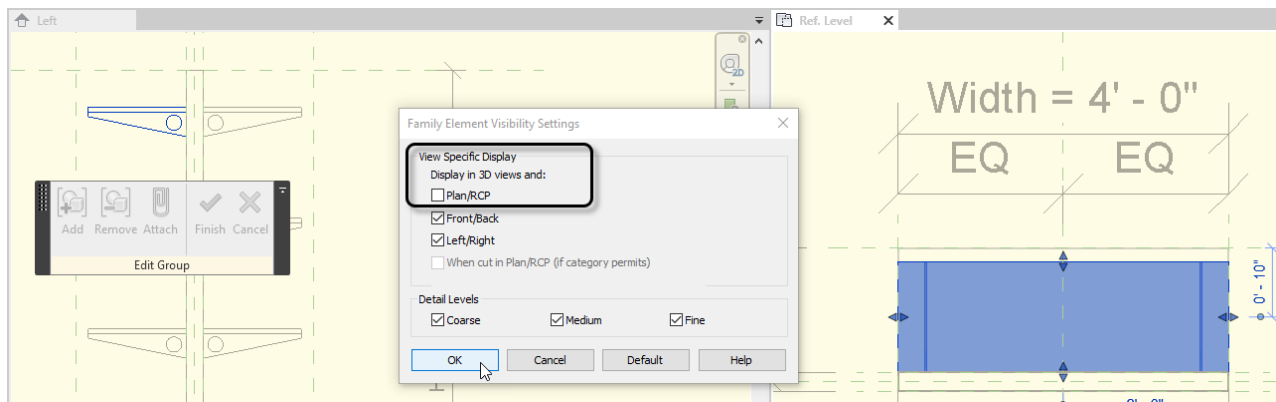 Left
Ref. Level
2D
Width = 4' - 0"
EQ EQ
Family Element Visibility Settings
View Specific Display
Display in 3D views and:
Plan/RCP
Front/Back
Left/Right
When cut in Plan/RCP (if category permits)
Detail Levels
Coarse Medium Fine
OK Cancel Default Help
Add Remove Attach Finish Cancel
Edit Group
0' - 10"